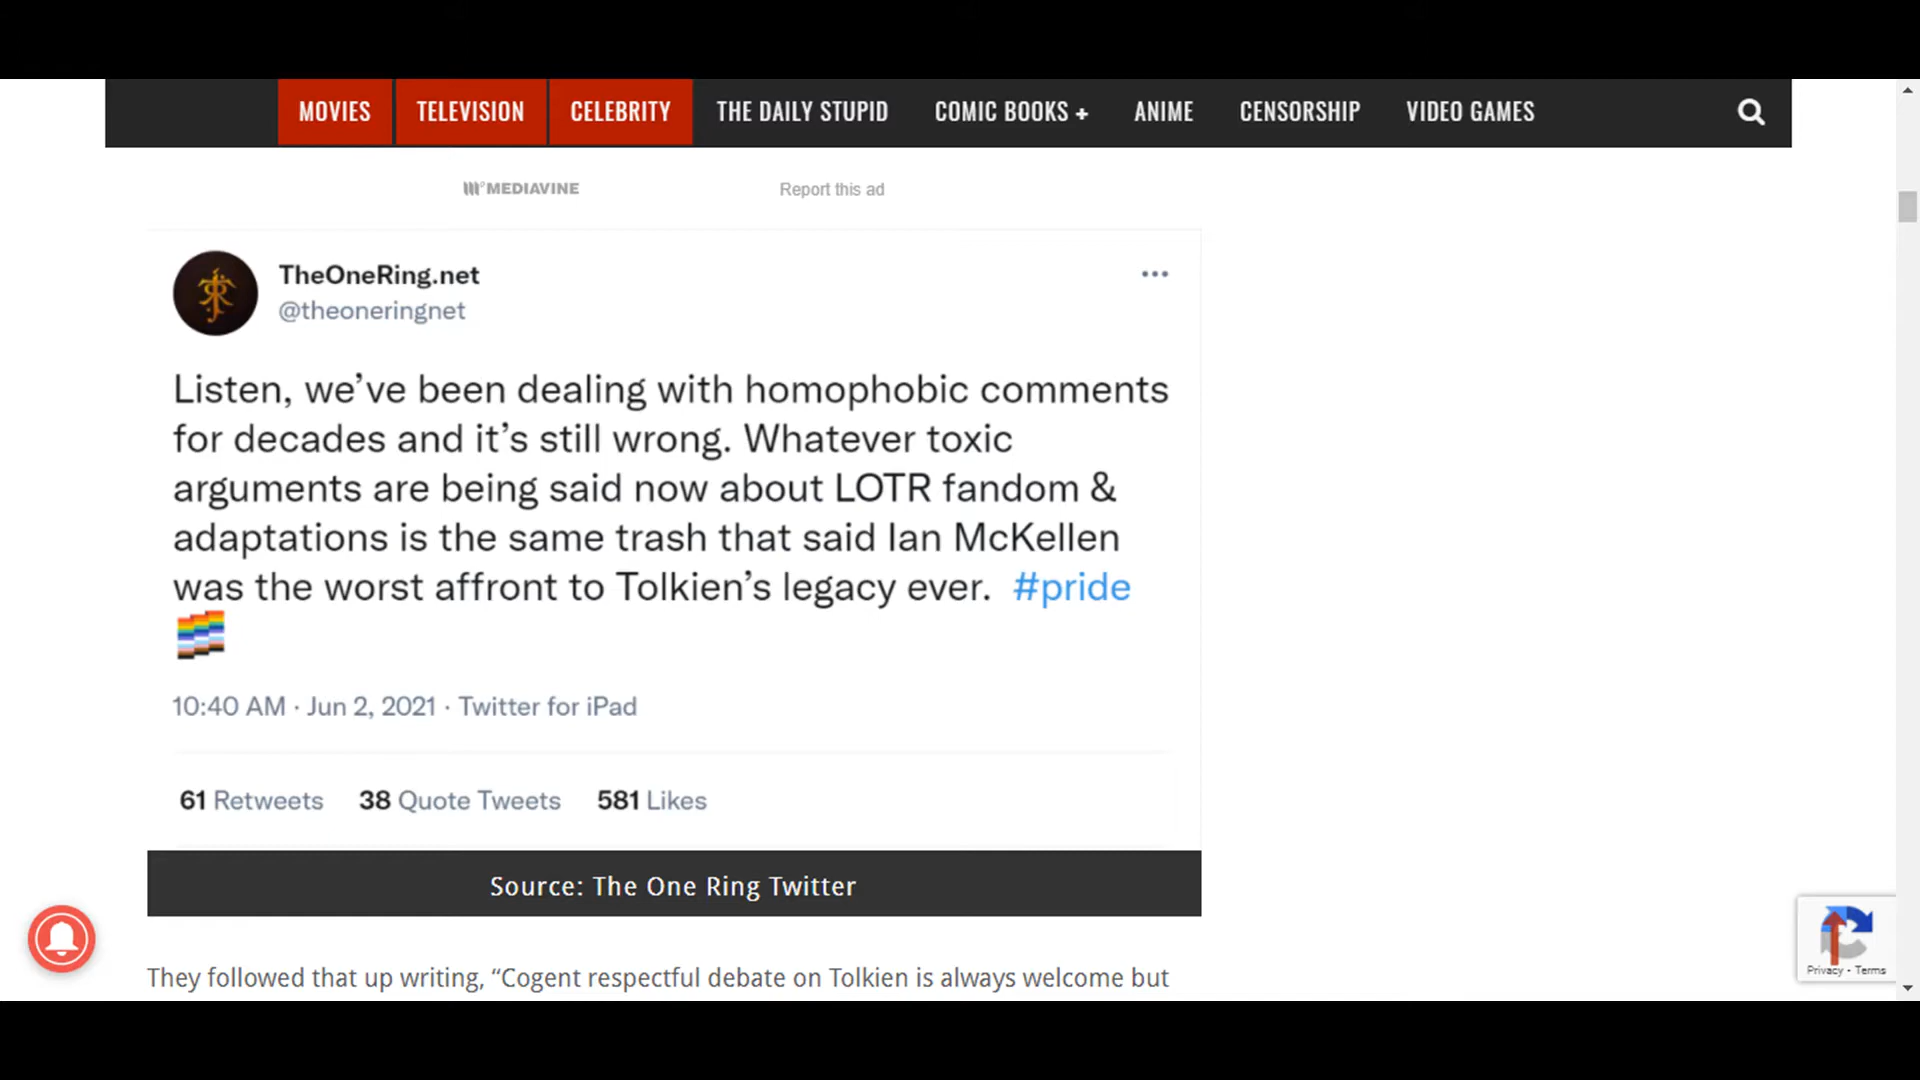 MOVIES TELEVISION CELEBRITY THE DAILY STUPID COMIC BOOKS + ANIME CENSORSHIP VIDEO GAMES
MEDIAVINE Report this ad
TheOneRing.net
@theoneringnet
Listen, we’ve been dealing with homophobic comments
for decades and it’s still wrong. Whatever toxic
arguments are being said now about LOTR fandom &
adaptations is the same trash that said Ian McKellen
was the worst affront to Tolkien’s legacy ever. #pride
10:40 AM · Jun 2, 2021 · Twitter for iPad
61 Retweets 38 Quote Tweets 581 Likes
Source: The One Ring Twitter
They followed that up writing, “Cogent respectful debate on Tolkien is always welcome but
Privacy - Terms